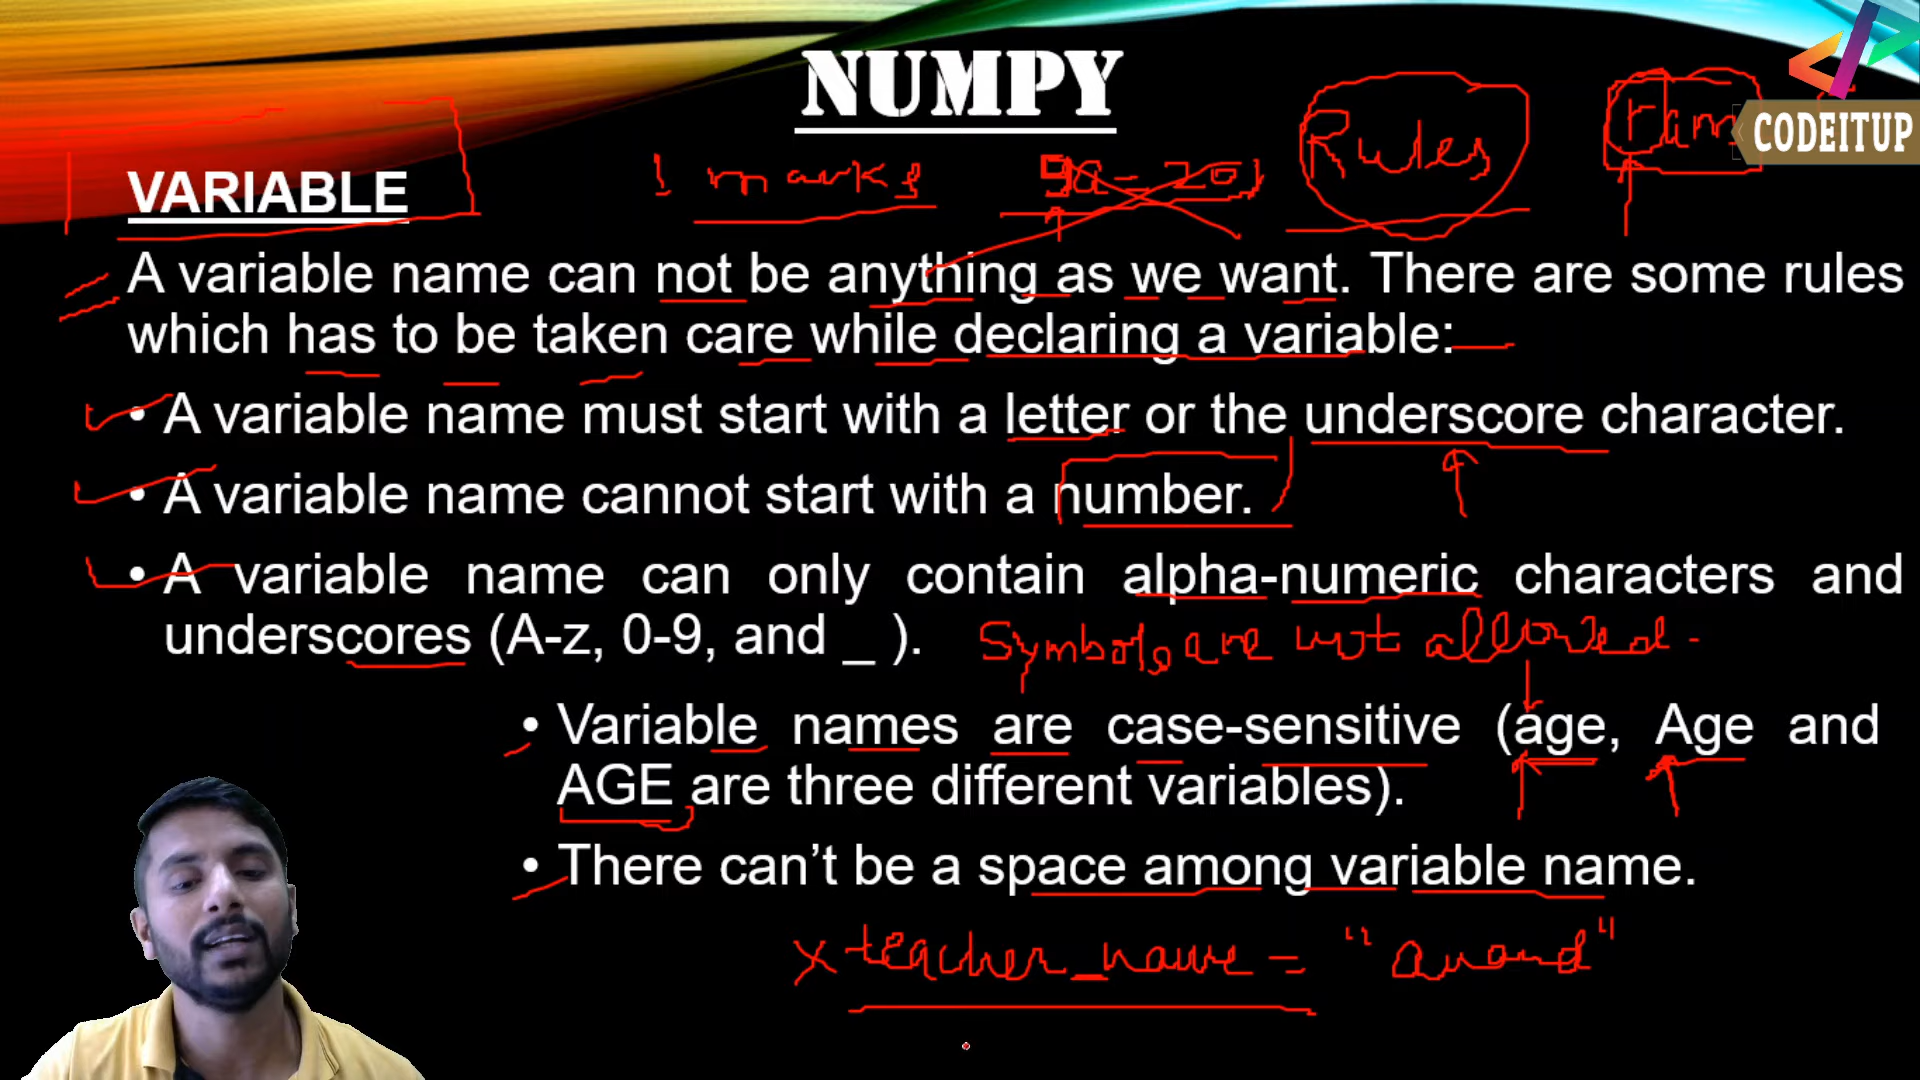 NUMPY
Rules
ram
CODEITUP
VARIABLE
! marks
9a = 20
A variable name can not be anything as we want. There are some rules
which has to be taken care while declaring a variable:
• A variable name must start with a letter or the underscore character.
• A variable name cannot start with a number.
• A variable name can only contain alpha-numeric characters and
underscores (A-z, 0-9, and _ ).
Symbols are not allowed -
• Variable names are case-sensitive (age, Age and
AGE are three different variables).
• There can’t be a space among variable name.
x teacher_name = "anand"